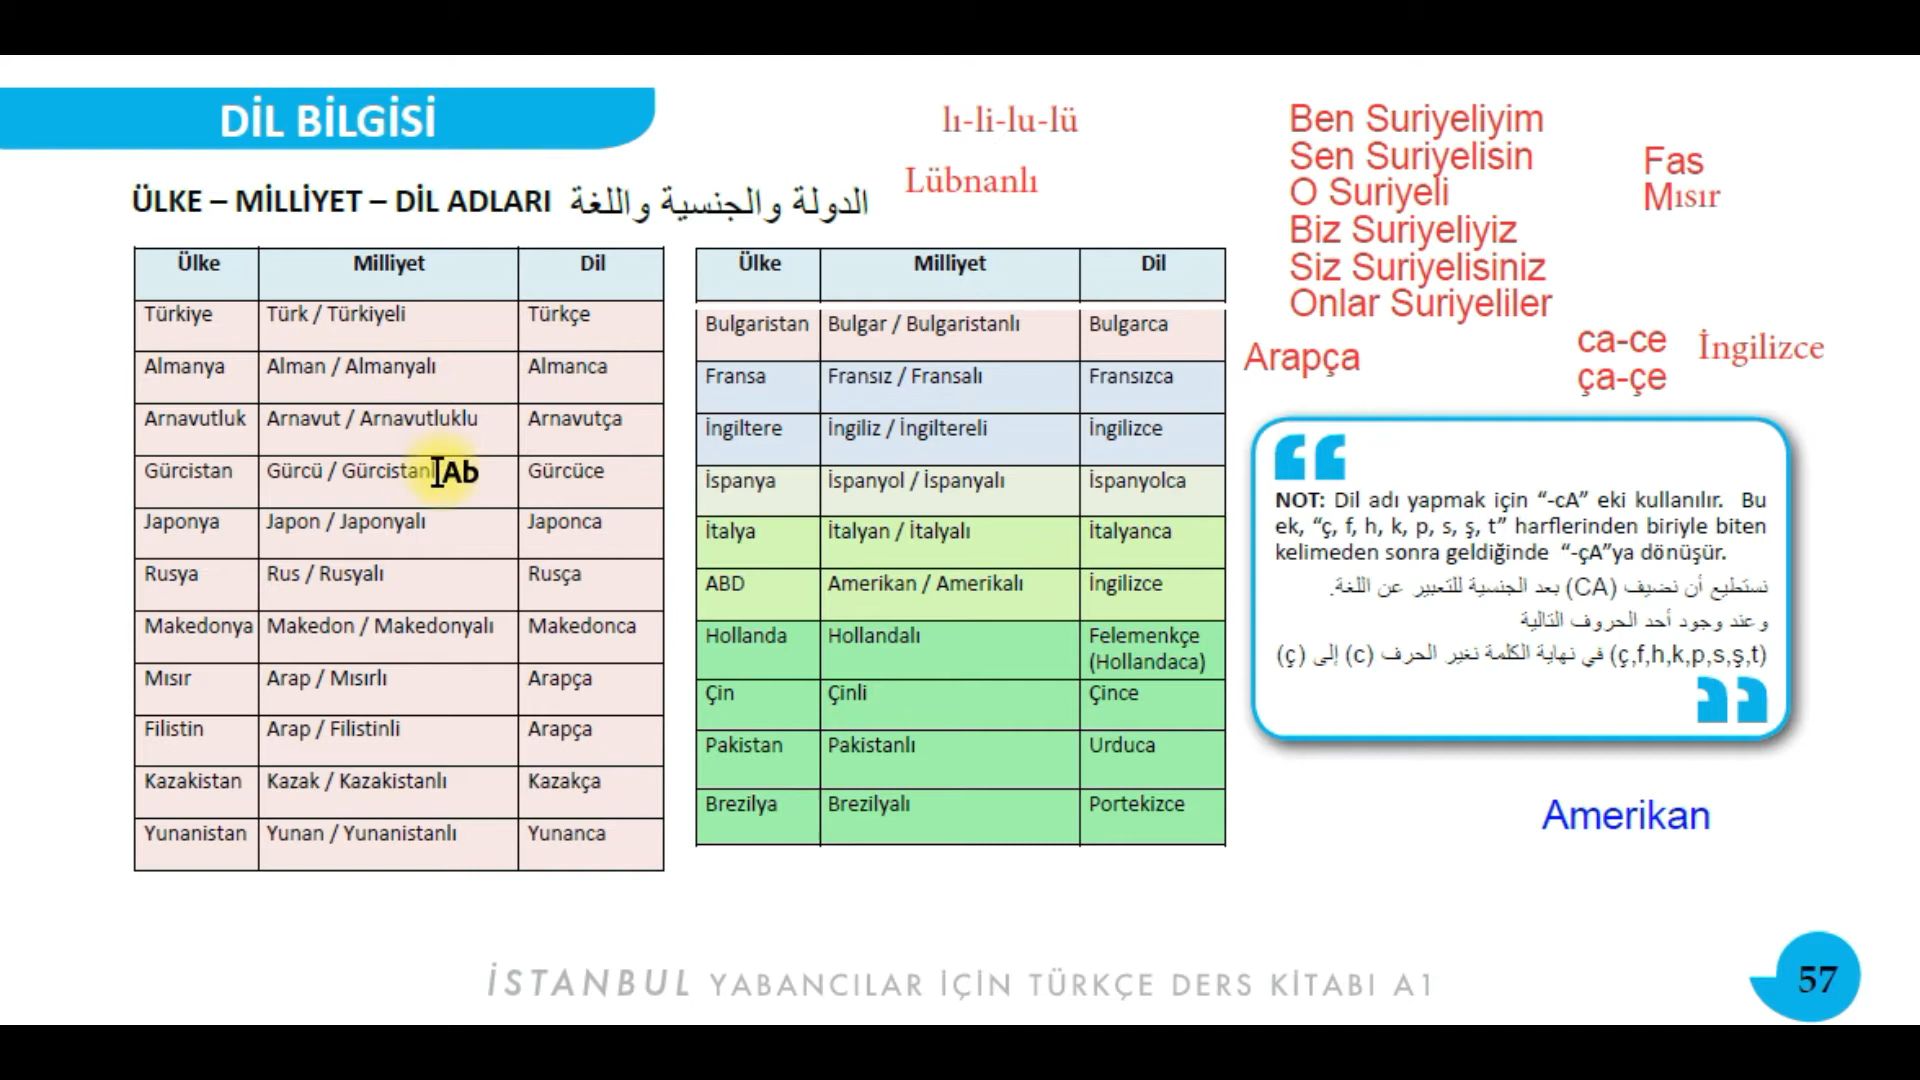 DİL BİLGİSİ
lı-li-lu-lü
Lübnanlı
Ben Suriyeliyim
Sen Suriyelisin
O Suriyeli
Biz Suriyeliyiz
Siz Suriyelisiniz
Onlar Suriyeliler
Fas
Mısır
ÜLKE – MİLLİYET – DİL ADLARI الدولة والجنسية واللغة
Ülke Milliyet Dil
Türkiye Türk / Türkiyeli Türkçe
Almanya Alman / Almanyalı Almanca
Arnavutluk Arnavut / Arnavutluklu Arnavutça
Gürcistan Gürcü / Gürcistanlı Gürcüce
Ab
Japonya Japon / Japonyalı Japonca
Rusya Rus / Rusyalı Rusça
Makedonya Makedon / Makedonyalı Makedonca
Mısır Arap / Mısırlı Arapça
Filistin Arap / Filistinli Arapça
Kazakistan Kazak / Kazakistanlı Kazakça
Yunanistan Yunan / Yunanistanlı Yunanca
Ülke Milliyet Dil
Bulgaristan Bulgar / Bulgaristanlı Bulgarca
Fransa Fransız / Fransalı Fransızca
İngiltere İngiliz / İngiltereli İngilizce
İspanya İspanyol / İspanyalı İspanyolca
İtalya İtalyan / İtalyalı İtalyanca
ABD Amerikan / Amerikalı İngilizce
Hollanda Hollandalı Felemenkçe
(Hollandaca)
Çin Çinli Çince
Pakistan Pakistanlı Urduca
Brezilya Brezilyalı Portekizce
Arapça
ca-ce
ça-çe
İngilizce
NOT: Dil adı yapmak için “-cA” eki kullanılır. Bu
ek, “ç, f, h, k, p, s, ş, t” harflerinden biriyle biten
kelimeden sonra geldiğinde “-çA”ya dönüşür.
نستطيع أن نضيف (CA) بعد الجنسية للتعبير عن اللغة.
وعند وجود أحد الحروف التالية
(ç,f,h,k,p,s,ş,t) في نهاية الكلمة نغير الحرف (c) إلى (ç)
Amerikan
İSTANBUL YABANCILAR İÇİN TÜRKÇE DERS KİTABI A1
57